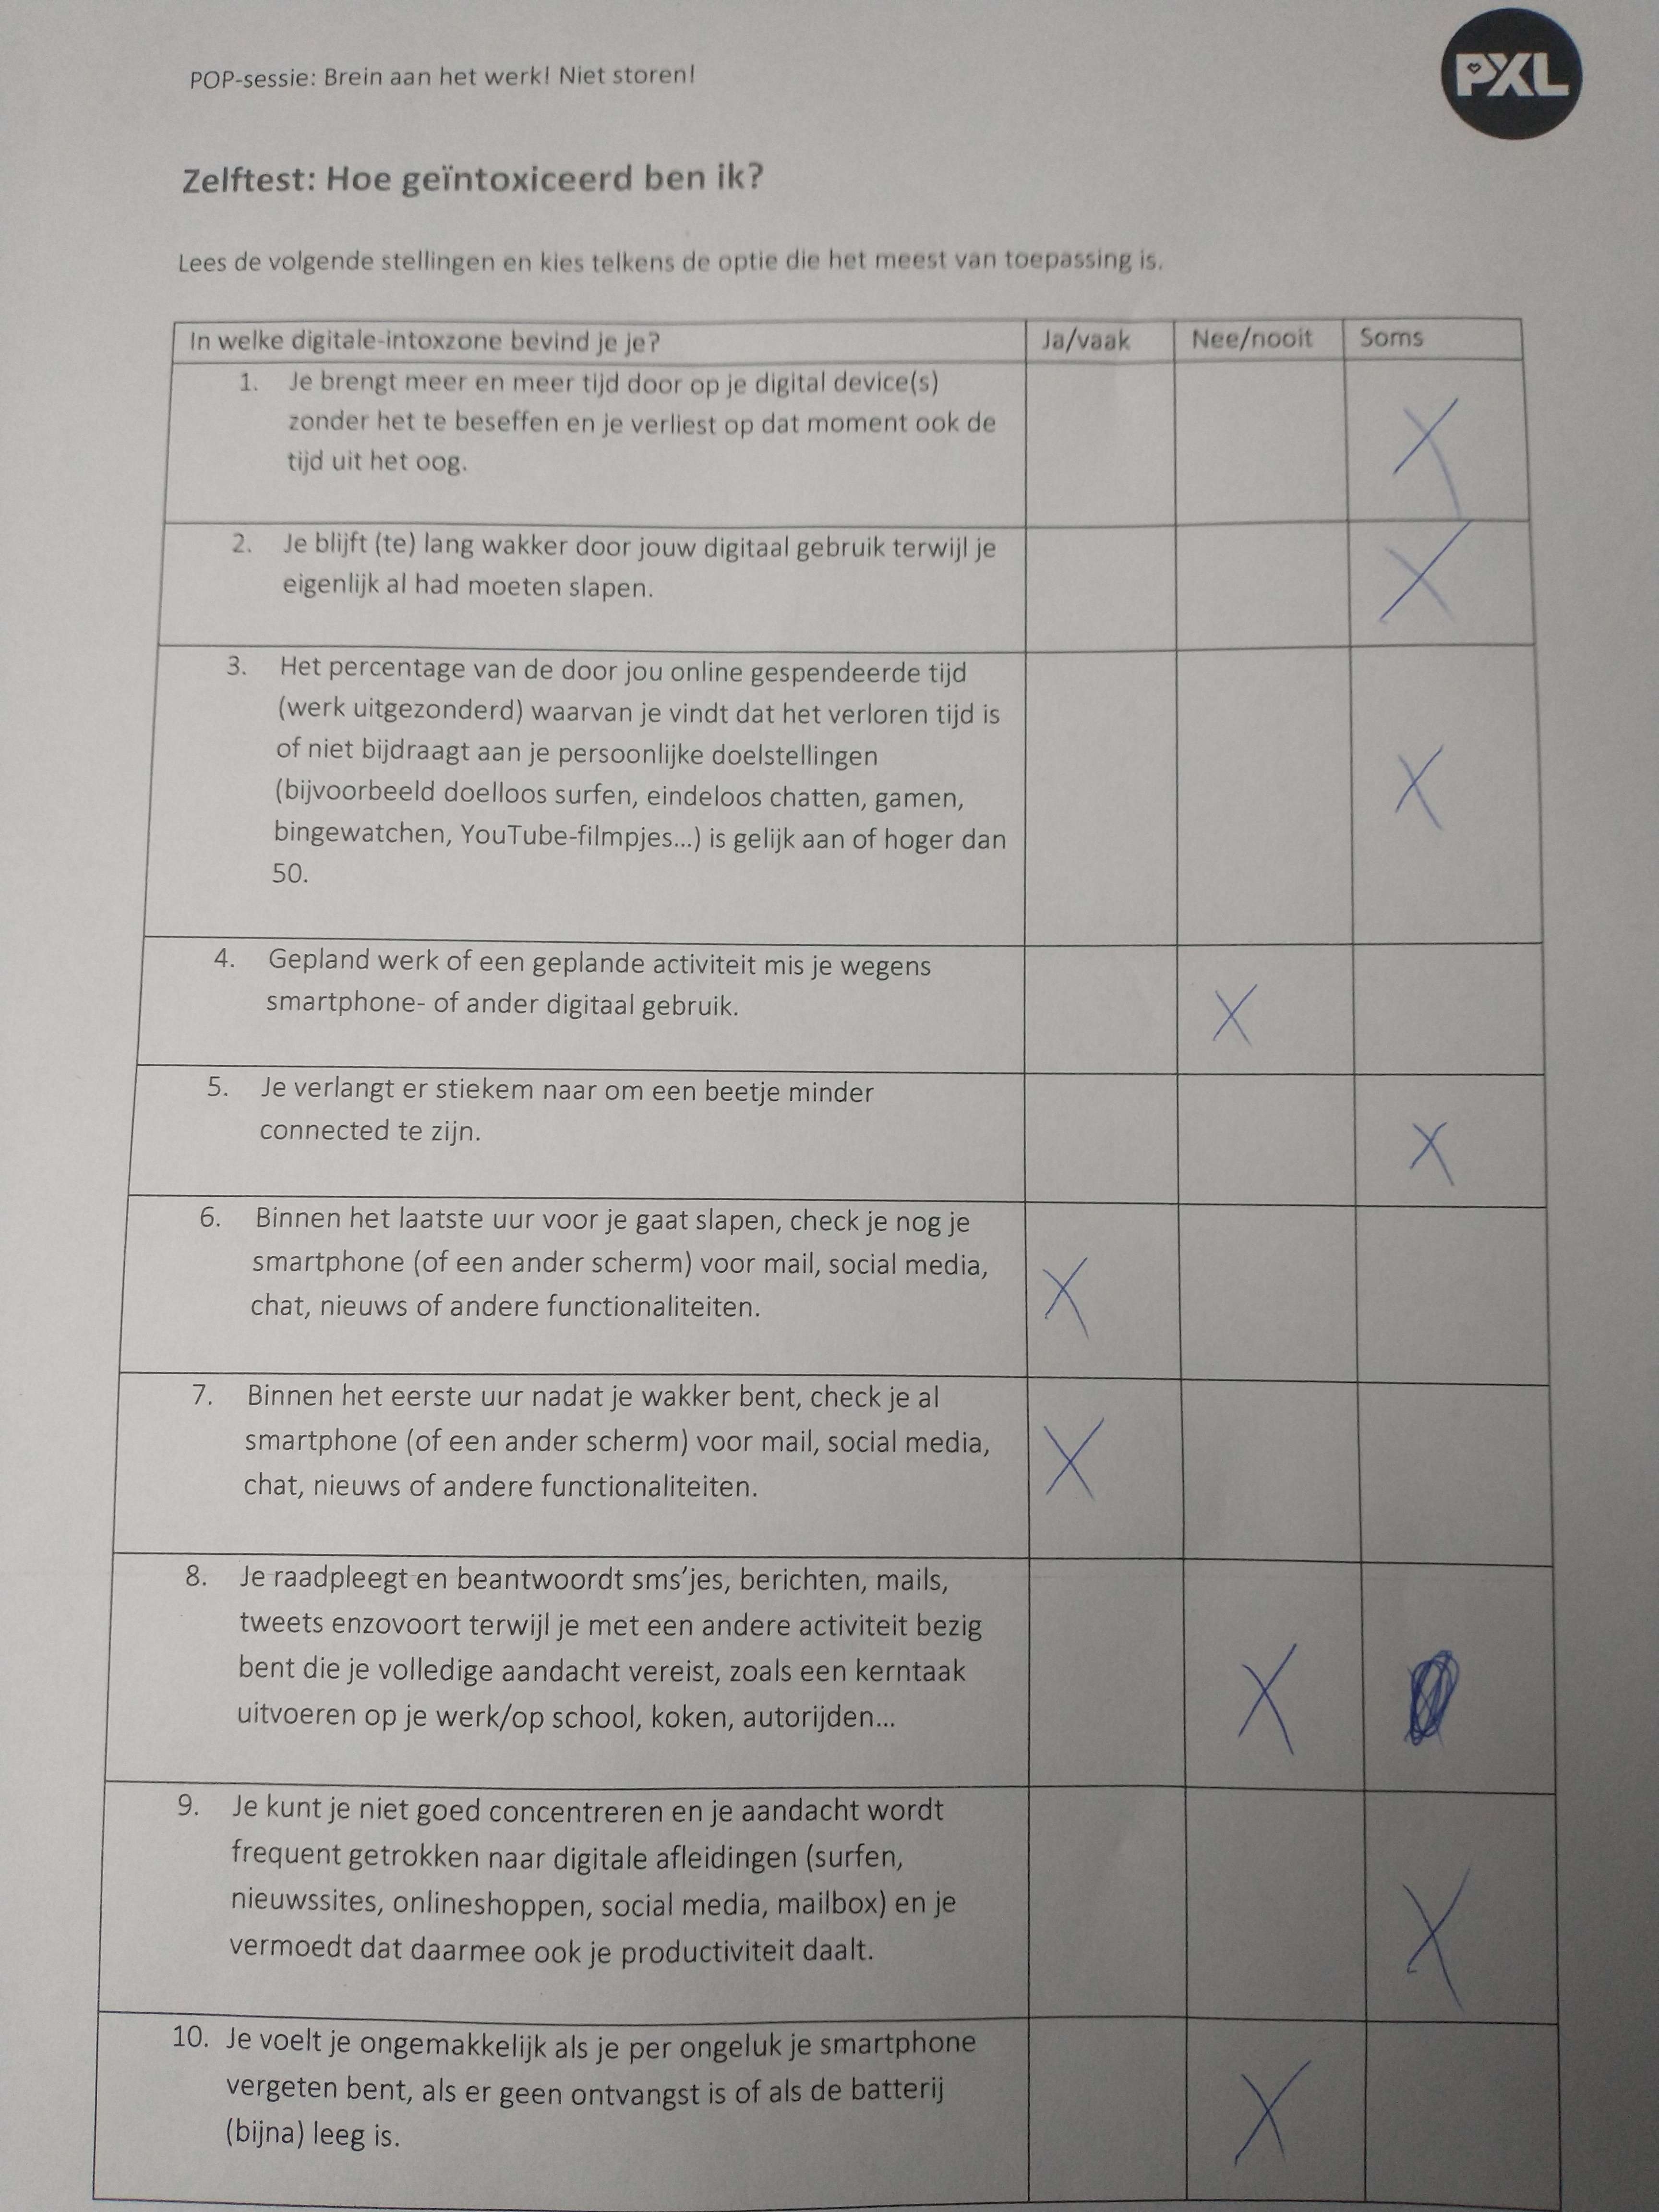 POP-sessie: Brein aan het werk! Niet storen!
PXL
Zelftest: Hoe geïntoxiceerd ben ik?
Lees de volgende stellingen en kies telkens de optie die het meest van toepassing is.
In welke digitale-intoxzone bevind je je? Ja/vaak Nee/nooit Soms
1. Je brengt meer en meer tijd door op je digital device(s)
zonder het te beseffen en je verliest op dat moment ook de
tijd uit het oog.
X
2. Je blijft (te) lang wakker door jouw digitaal gebruik terwijl je
eigenlijk al had moeten slapen.
X
3. Het percentage van de door jou online gespendeerde tijd
(werk uitgezonderd) waarvan je vindt dat het verloren tijd is
of niet bijdraagt aan je persoonlijke doelstellingen
(bijvoorbeeld doelloos surfen, eindeloos chatten, gamen,
bingewatchen, YouTube-filmpjes...) is gelijk aan of hoger dan
50.
X
4. Gepland werk of een geplande activiteit mis je wegens
smartphone- of ander digitaal gebruik.
X
5. Je verlangt er stiekem naar om een beetje minder
connected te zijn.
X
6. Binnen het laatste uur voor je gaat slapen, check je nog je
smartphone (of een ander scherm) voor mail, social media,
chat, nieuws of andere functionaliteiten.
X
7. Binnen het eerste uur nadat je wakker bent, check je al
smartphone (of een ander scherm) voor mail, social media,
chat, nieuws of andere functionaliteiten.
X
8. Je raadpleegt en beantwoordt sms'jes, berichten, mails,
tweets enzovoort terwijl je met een andere activiteit bezig
bent die je volledige aandacht vereist, zoals een kerntaak
uitvoeren op je werk/op school, koken, autorijden...
X
9. Je kunt je niet goed concentreren en je aandacht wordt
frequent getrokken naar digitale afleidingen (surfen,
nieuwssites, onlineshoppen, social media, mailbox) en je
vermoedt dat daarmee ook je productiviteit daalt.
X
10. Je voelt je ongemakkelijk als je per ongeluk je smartphone
vergeten bent, als er geen ontvangst is of als de batterij
(bijna) leeg is.
X